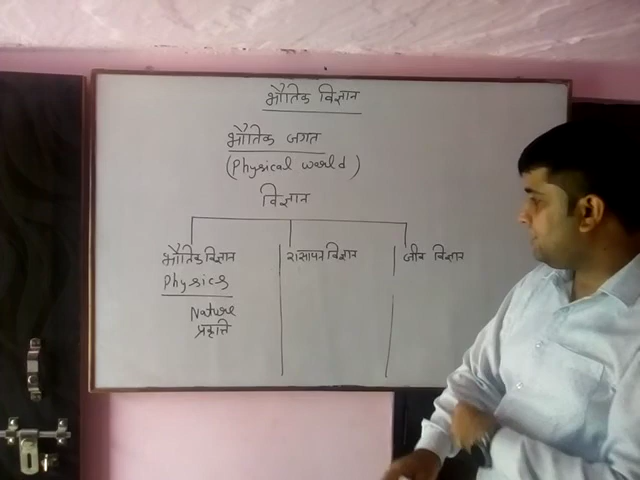 भौतिक विज्ञान
भौतिक जगत
(Physical world)
विज्ञान
भौतिक विज्ञान
रासायन विज्ञान
जीव विज्ञान
Physics
Nature
प्रकृत्ति